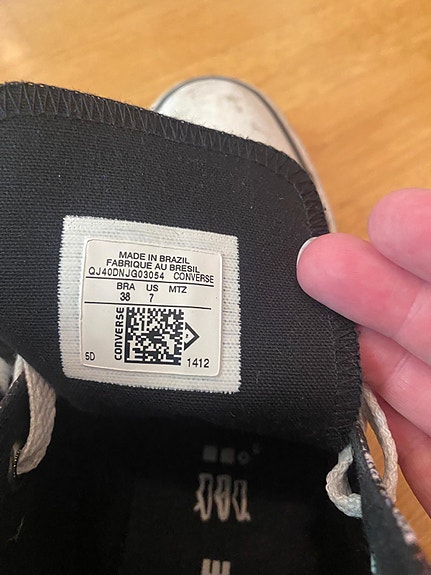 MADE IN BRAZIL
FABRIQUE AU BRESIL
QJ40DNJG03054 CONVERSE
BRA US MTZ
38 7
CONVERSE
5D 1412